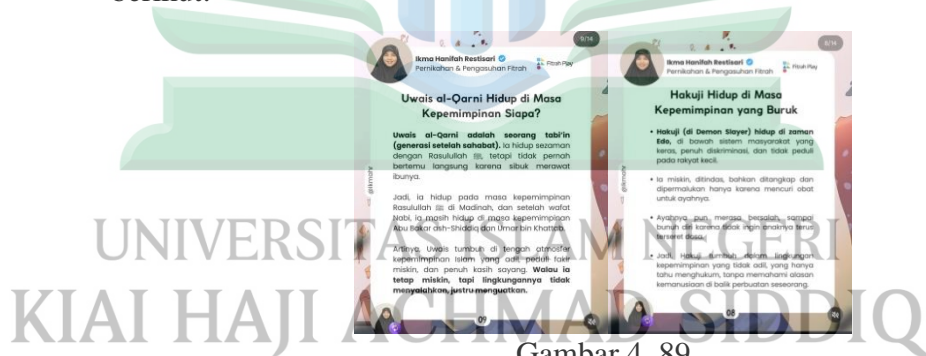 berikut:
9/14
Ikma Hanifah Restisari
Pernikahan & Pengasuhan Fitrah
Fitrah Play
Uwais al-Qarni Hidup di Masa
Kepemimpinan Siapa?
Uwais al-Qarni adalah seorang tabi'in
(generasi setelah sahabat). Ia hidup sezaman
dengan Rasulullah ﷺ, tetapi tidak pernah
bertemu langsung karena sibuk merawat
ibunya.
Jadi, ia hidup pada masa kepemimpinan
Rasulullah ﷺ di Madinah, dan setelah wafat
Nabi, ia masih hidup di masa kepemimpinan
Abu Bakar ash-Shiddiq dan Umar bin Khattab.
Artinya, Uwais tumbuh di tengah atmosfer
kepemimpinan Islam yang adil, peduli fakir
miskin, dan penuh kasih sayang. Walau ia
tetap miskin, tapi lingkungannya tidak
menyalahkan, justru menguatkan.
09
8/14
Ikma Hanifah Restisari
Pernikahan & Pengasuhan Fitrah
Fitrah Play
Hakuji Hidup di Masa
Kepemimpinan yang Buruk
• Hakuji (di Demon Slayer) hidup di zaman
Edo, di bawah sistem masyarakat yang
keras, penuh diskriminasi, dan tidak peduli
pada rakyat kecil.
• Ia miskin, ditindas, bahkan ditangkap dan
dipermalukan hanya karena mencuri obat
untuk ayahnya.
• Ayahnya pun merasa bersalah, sampai
bunuh diri karena tidak ingin anaknya terus
terseret dosa.
• Jadi, Hakuji tumbuh dalam lingkungan
kepemimpinan yang tidak adil, yang hanya
tahu menghukum, tanpa memahami alasan
kemanusiaan di balik perbuatan seseorang.
08
UNIVERSITAS ISLAM NEGERI
KIAI HAJI ACHMAD SIDDIQ
Gambar 4. 89